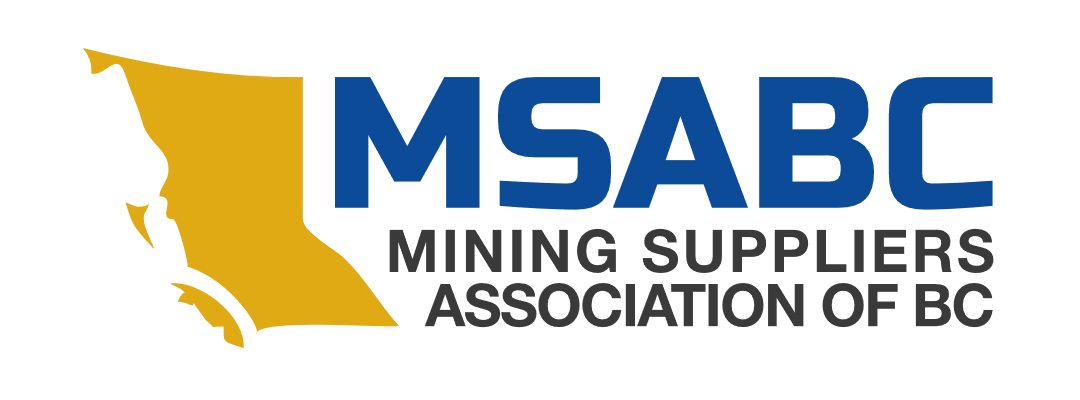 MSABC
MINING SUPPLIERS
ASSOCIATION OF BC